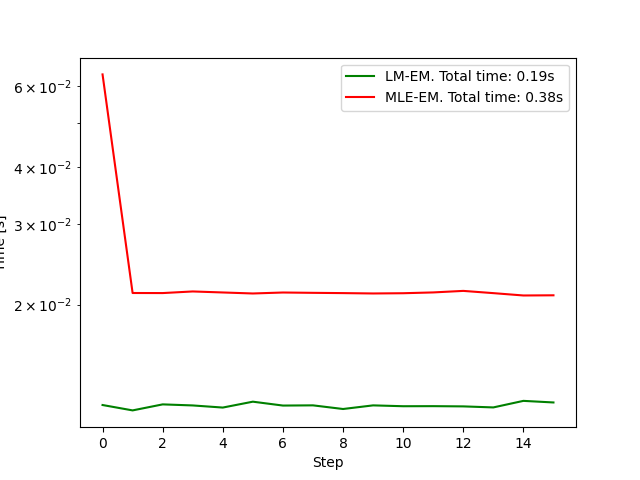 LM-EM. Total time: 0.19s
MLE-EM. Total time: 0.38s
6 × 10⁻²
4 × 10⁻²
3 × 10⁻²
2 × 10⁻²
Time [s]
0 2 4 6 8 10 12 14
Step